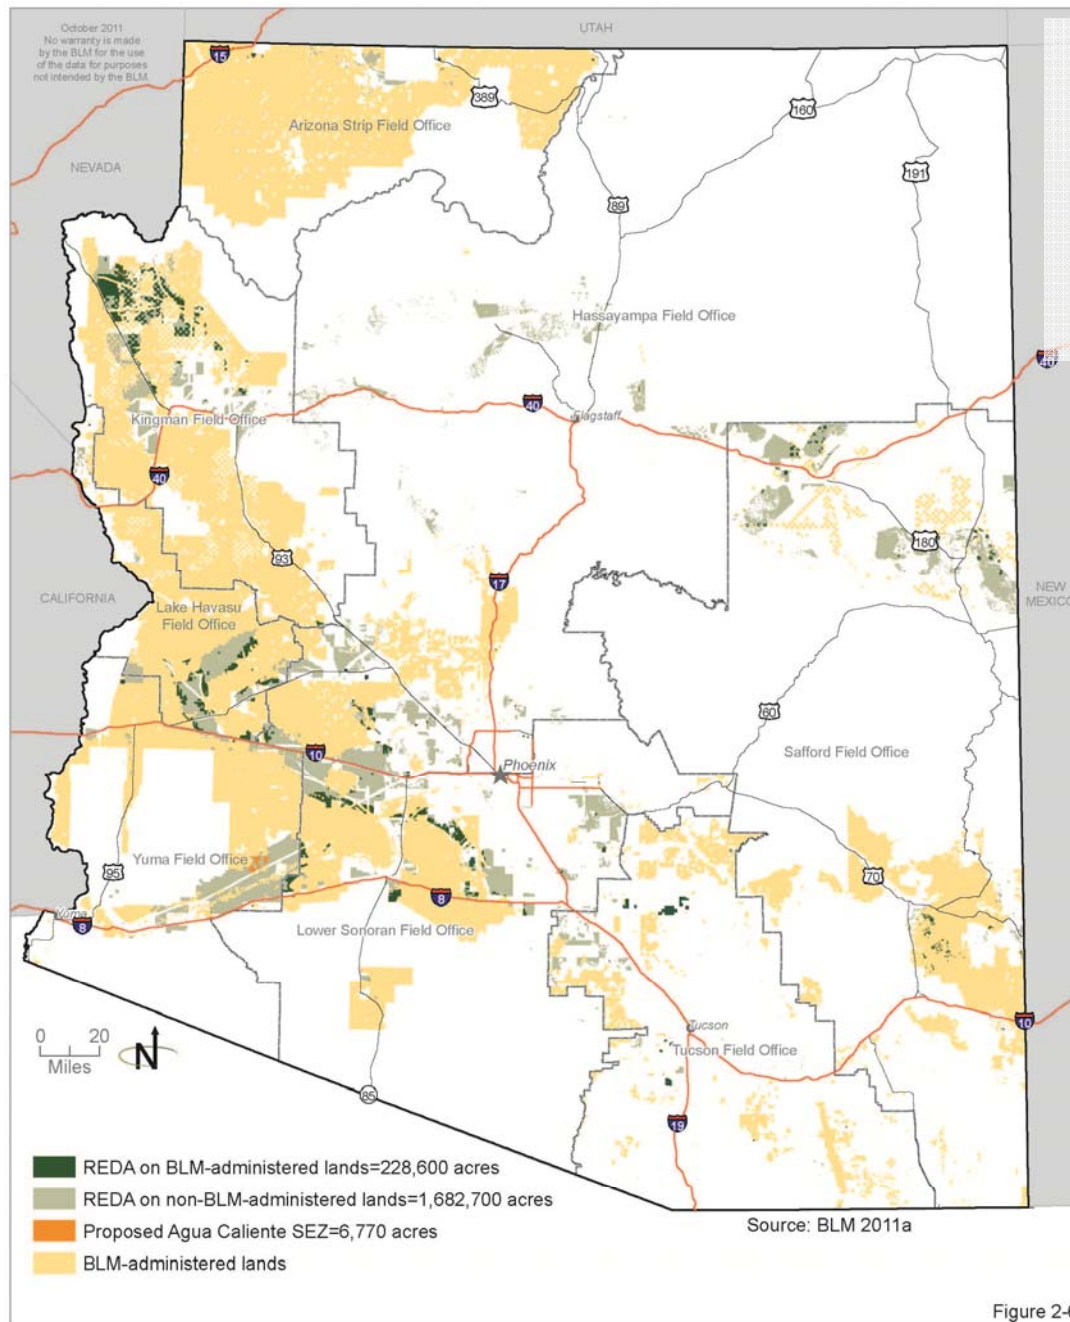 October 2011
No warranty is made
by the BLM for the use
of the data for purposes
not intended by the BLM.
UTAH
15
389
160
Arizona Strip Field Office
NEVADA
191
89
Hassayampa Field Office
40
40
Flagstaff
Kingman Field Office
40
93
180
17
CALIFORNIA
NEW
MEXICO
Lake Havasu
Field Office
60
10
Phoenix
Safford Field Office
Yuma Field Office
95
70
8
Yuma
8
Lower Sonoran Field Office
10
Tucson
Tucson Field Office
0 20
Miles
N
85
19
REDA on BLM-administered lands=228,600 acres
REDA on non-BLM-administered lands=1,682,700 acres
Proposed Agua Caliente SEZ=6,770 acres
BLM-administered lands
Source: BLM 2011a
Figure 2-6